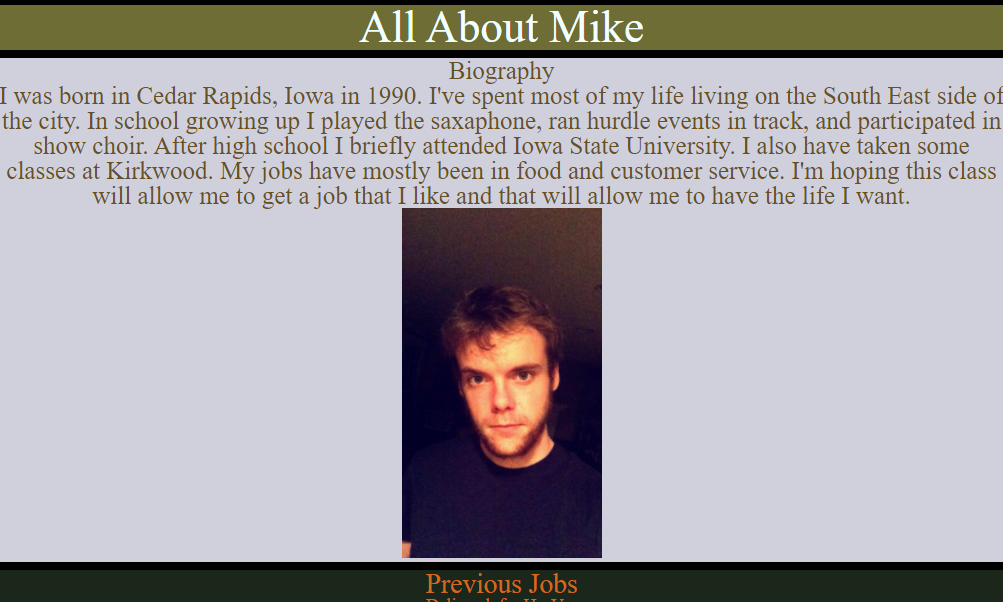 All About Mike
Biography
I was born in Cedar Rapids, Iowa in 1990. I've spent most of my life living on the South East side of
the city. In school growing up I played the saxaphone, ran hurdle events in track, and participated in
show choir. After high school I briefly attended Iowa State University. I also have taken some
classes at Kirkwood. My jobs have mostly been in food and customer service. I'm hoping this class
will allow me to get a job that I like and that will allow me to have the life I want.
Previous Jobs